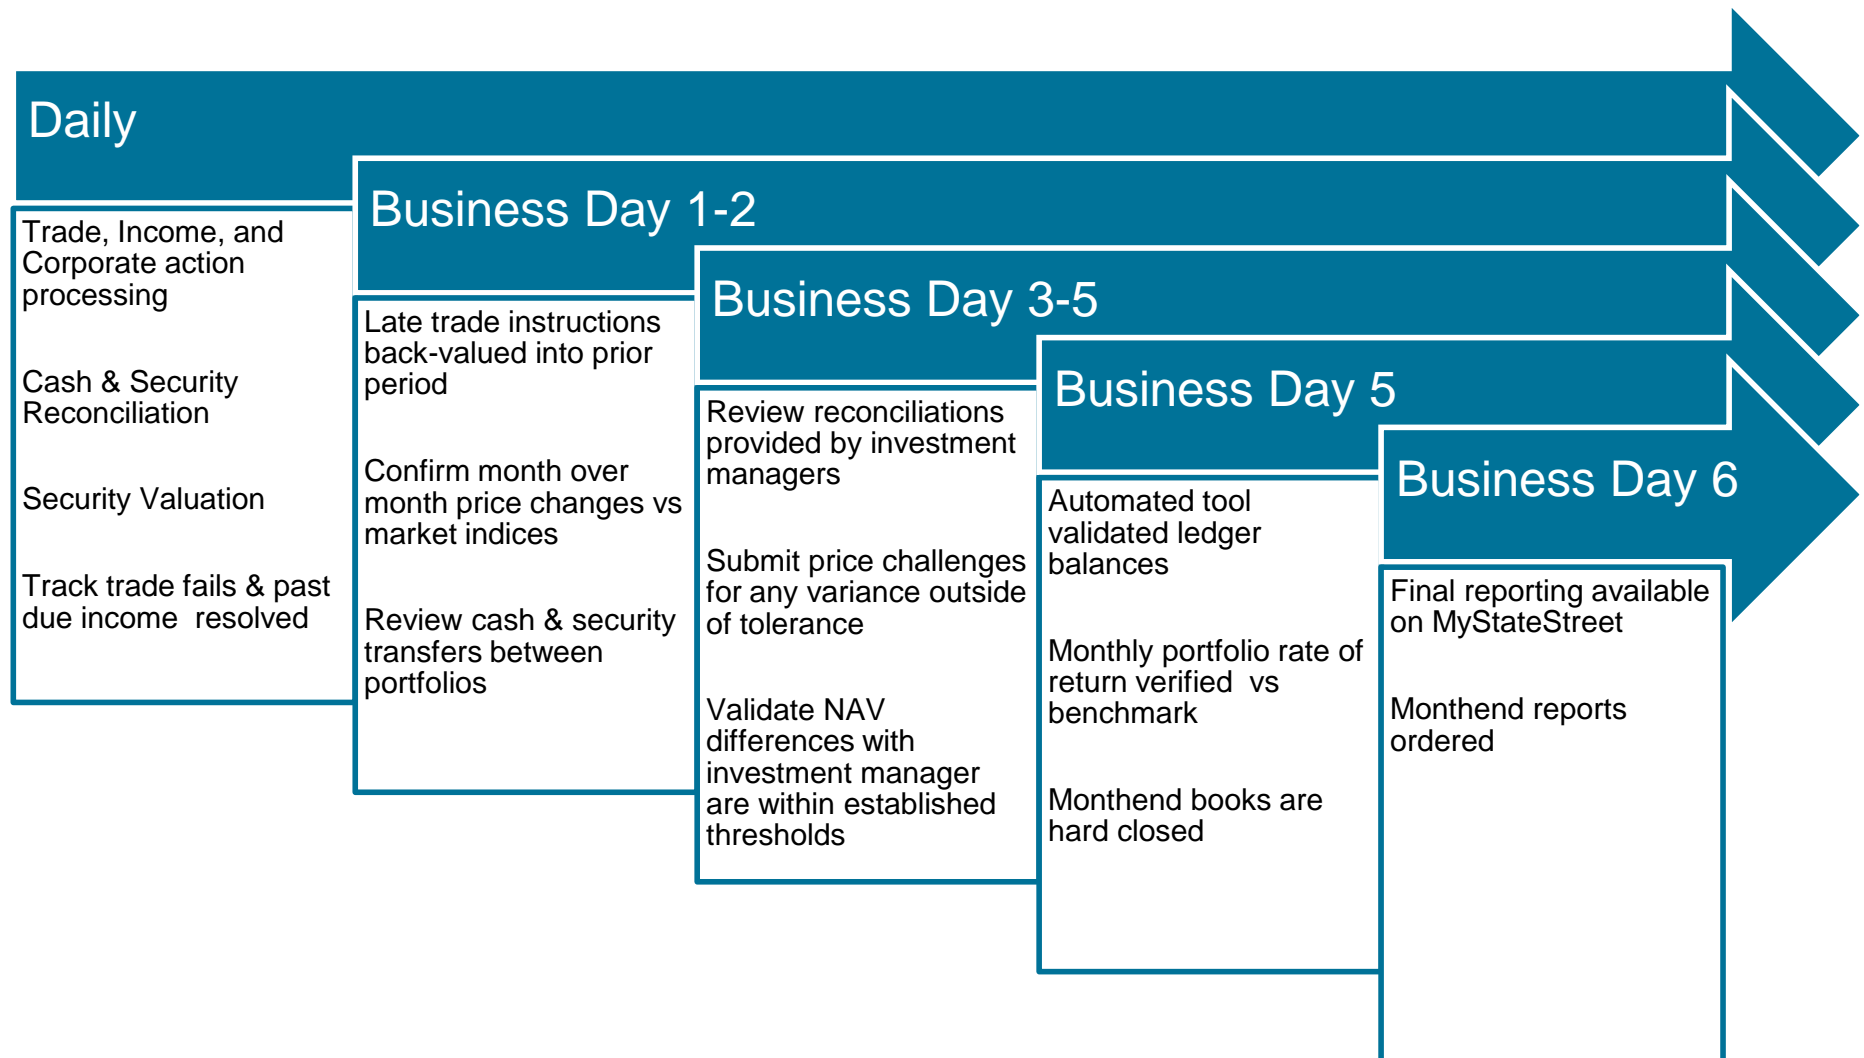 Daily
Trade, Income, and
Corporate action
processing
Cash & Security
Reconciliation
Security Valuation
Track trade fails & past
due income  resolved
Business Day 1-2
Late trade instructions
back-valued into prior
period
Confirm month over
month price changes vs
market indices
Review cash & security
transfers between
portfolios
Business Day 3-5
Review reconciliations
provided by investment
managers
Submit price challenges
for any variance outside
of tolerance
Validate NAV
differences with
investment manager
are within established
thresholds
Business Day 5
Automated tool
validated ledger
balances
Monthly portfolio rate of
return verified  vs
benchmark
Monthend books are
hard closed
Business Day 6
Final reporting available
on MyStateStreet
Monthend reports
ordered